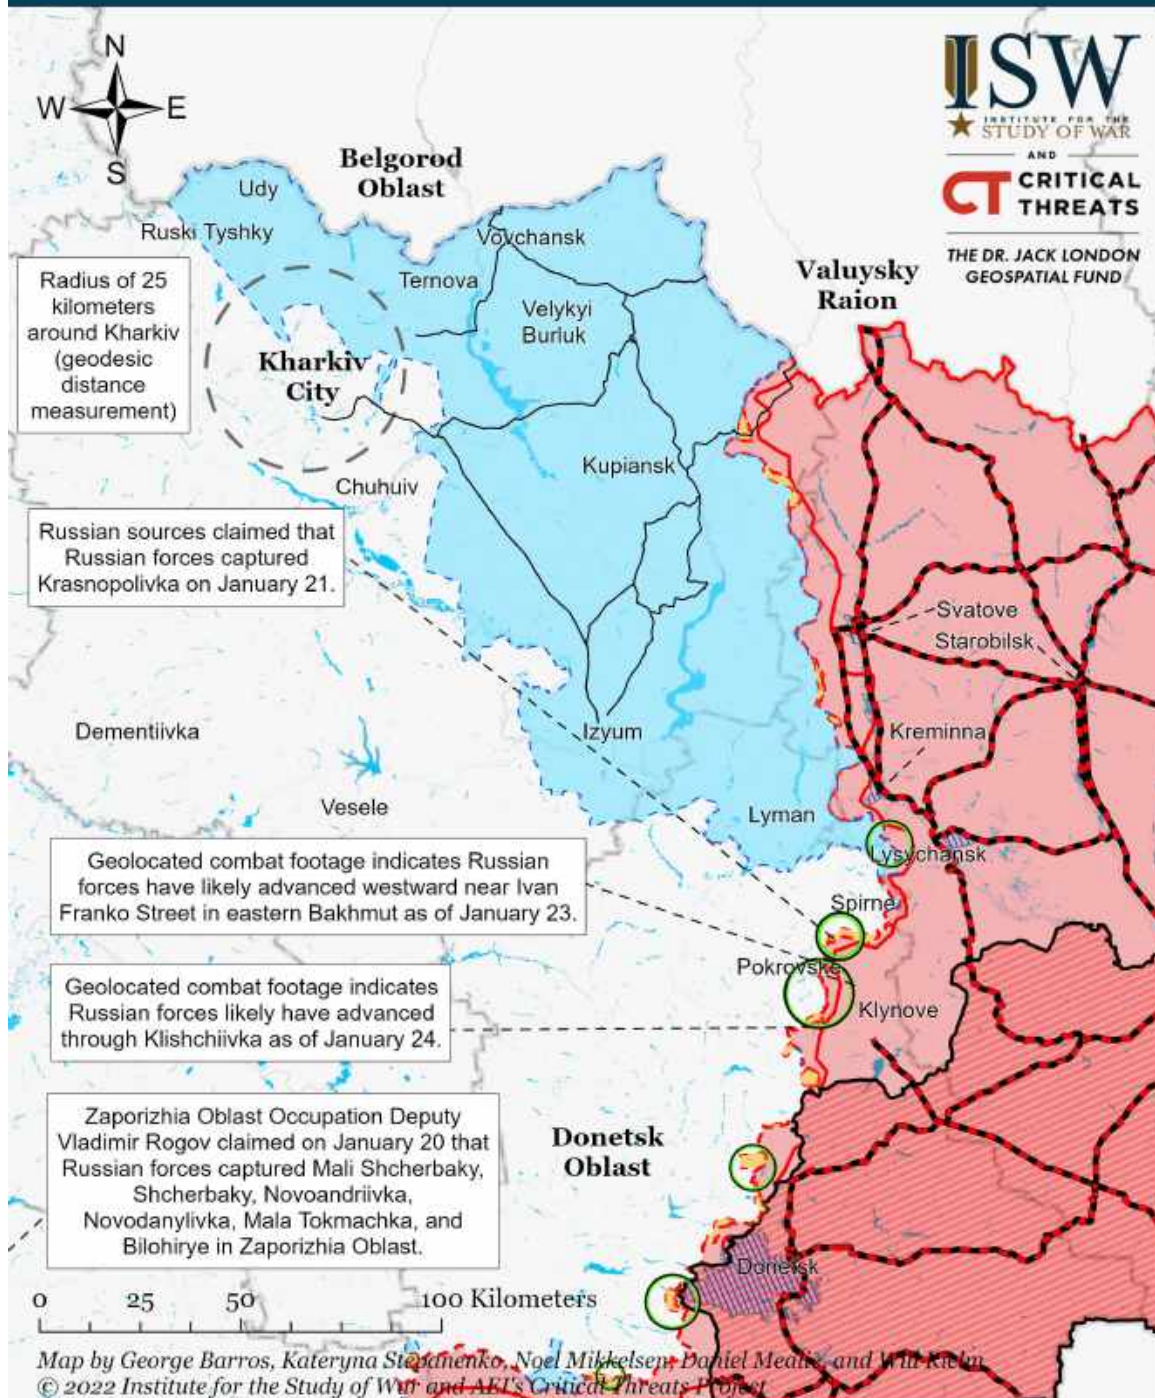 N
W E
S
ISW
INSTITUTE FOR THE
STUDY OF WAR
AND
CT CRITICAL
THREATS
THE DR. JACK LONDON
GEOSPATIAL FUND
Belgorod
Oblast
Udy
Ruski Tyshky
Vovchansk
Ternova
Valuysky
Raion
Radius of 25
kilometers
around Kharkiv
(geodesic
distance
measurement)
Velykyi
Burluk
Kharkiv
City
Kupiansk
Chuhuiv
Russian sources claimed that
Russian forces captured
Krasnopolivka on January 21.
Svatove
Starobilsk
Dementiivka
Izyum
Kreminna
Vesele
Lyman
Lysychansk
Geolocated combat footage indicates Russian
forces have likely advanced westward near Ivan
Franko Street in eastern Bakhmut as of January 23.
Spirne
Pokrovske
Klynove
Geolocated combat footage indicates
Russian forces likely have advanced
through Klishchiivka as of January 24.
Zaporizhia Oblast Occupation Deputy
Vladimir Rogov claimed on January 20 that
Russian forces captured Mali Shcherbaky,
Shcherbaky, Novoandriivka,
Novodanylivka, Mala Tokmachka, and
Bilohirye in Zaporizhia Oblast.
Donetsk
Oblast
Donetsk
0 25 50 100 Kilometers
Map by George Barros, Kateryna Stepanenko, Noel Mikkelsen, Daniel Mealie, and Will Kielm
© 2022 Institute for the Study of War and AEI's Critical Threats Project